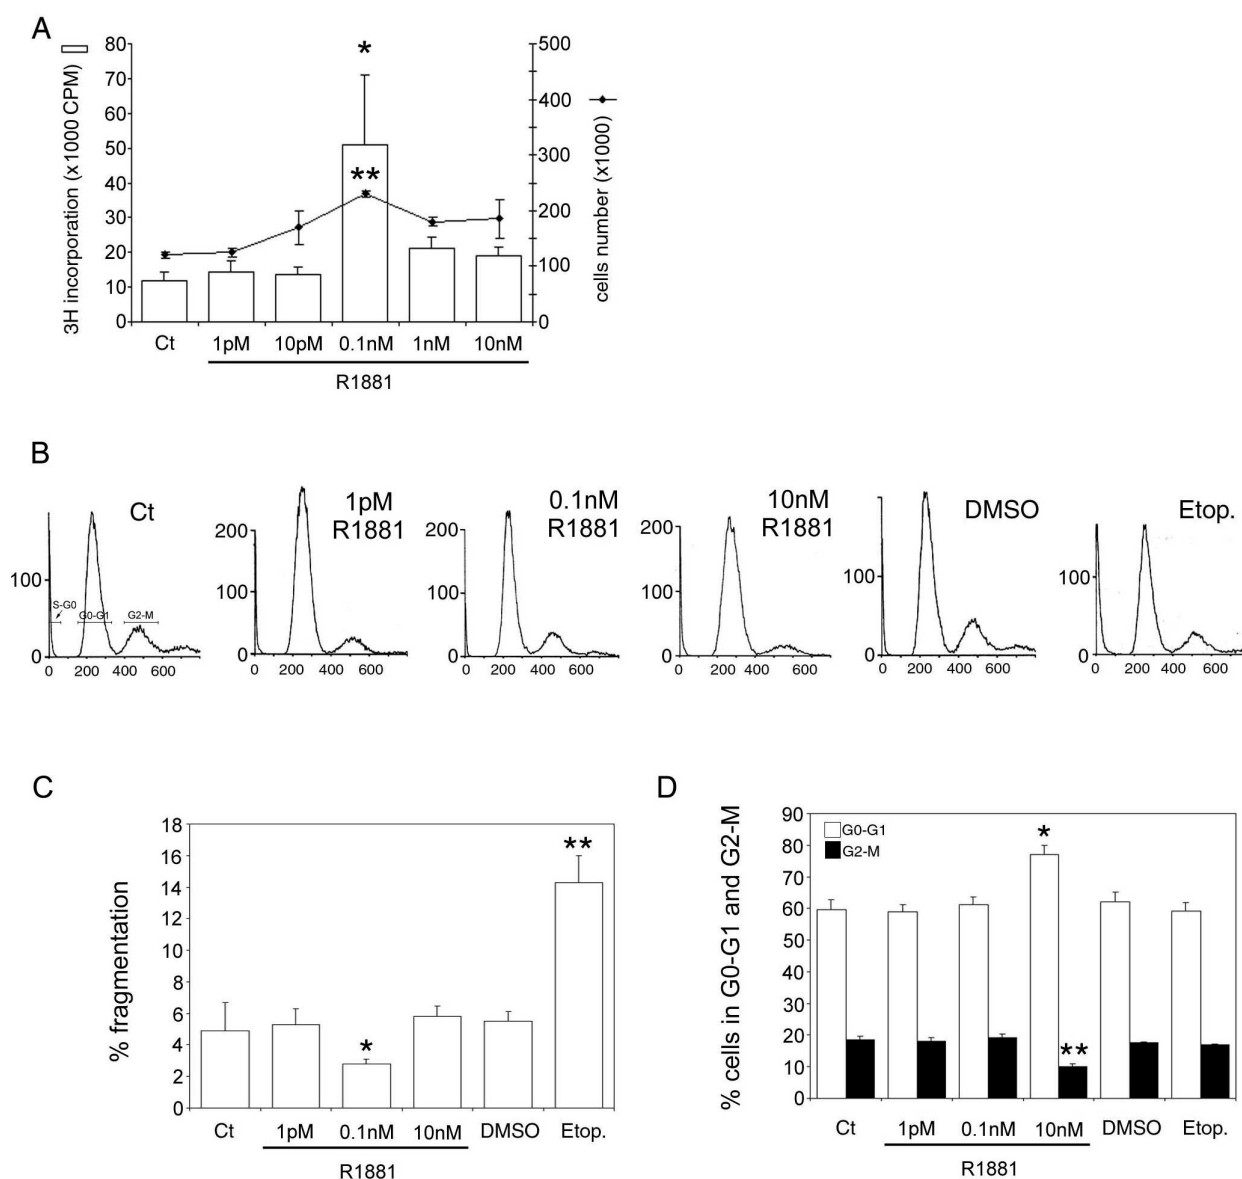 A
3H incorporation (x1000 CPM)
80
70
60
50
40
30
20
10
0
*
**
500
400
300
200
100
0
cells number (x1000)
Ct 1pM 10pM 0.1nM 1nM 10nM
R1881
B
Ct
100
0
S-G0
G0-G1
G2-M
0 200 400 600
1pM
R1881
200
100
0
0 200 400 600
0.1nM
R1881
200
100
0
0 200 400 600
10nM
R1881
200
100
0
0 200 400 600
DMSO
100
0
0 200 400 600
Etop.
100
0
0 200 400 600
C
% fragmentation
18
16
14
12
10
8
6
4
2
0
*
**
Ct 1pM 0.1nM 10nM DMSO Etop.
R1881
D
% cells in G0-G1 and G2-M
90
80
70
60
50
40
30
20
10
0
G0-G1
G2-M
*
**
Ct 1pM 0.1nM 10nM DMSO Etop.
R1881